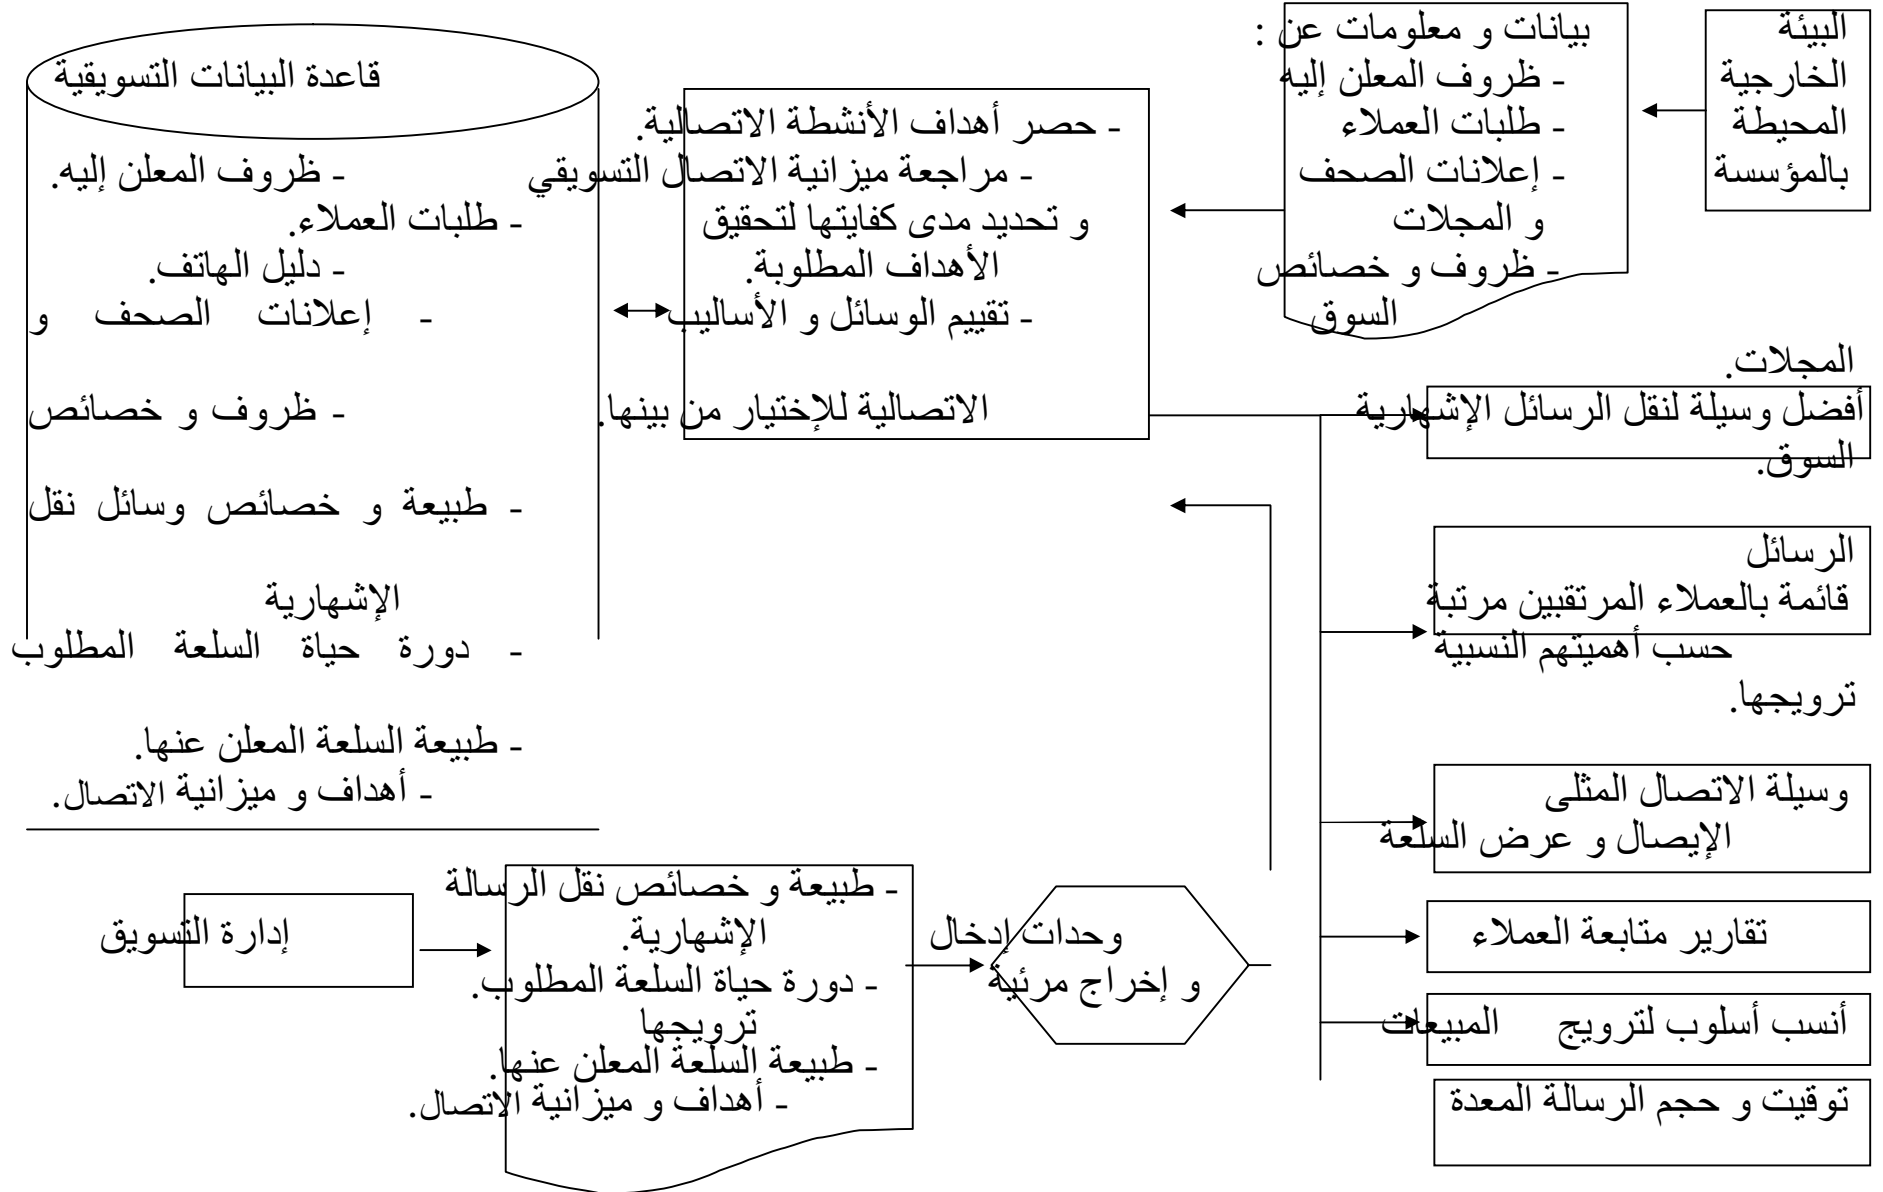 البيئة
الخارجية
المحيطة
بالمؤسسة
بيانات و معلومات عن :
- ظروف المعلن إليه
- طلبات العملاء
- إعلانات الصحف
و المجلات
- ظروف و خصائص
السوق
- حصر أهداف الأنشطة الاتصالية.
- مراجعة ميزانية الاتصال التسويقي
و تحديد مدى كفايتها لتحقيق
الأهداف المطلوبة.
- تقييم الوسائل و الأساليب
الاتصالية للإختيار من بينها.
قاعدة البيانات التسويقية
- ظروف المعلن إليه.
- طلبات العملاء.
- دليل الهاتف.
- إعلانات الصحف و
المجلات.
- ظروف و خصائص
السوق.
- طبيعة و خصائص وسائل نقل
الرسائل
الإشهارية
- دورة حياة السلعة المطلوب
ترويجها.
- طبيعة السلعة المعلن عنها.
- أهداف و ميزانية الاتصال.
أفضل وسيلة لنقل الرسائل الإشهارية
قائمة بالعملاء المرتقبين مرتبة
حسب أهميتهم النسبية
وسيلة الاتصال المثلى
الإيصال و عرض السلعة
تقارير متابعة العملاء
أنسب أسلوب لترويج المبيعات
توقيت و حجم الرسالة المعدة
وحدات إدخال
و إخراج مرئية
- طبيعة و خصائص نقل الرسالة
الإشهارية.
- دورة حياة السلعة المطلوب.
ترويجها
- طبيعة السلعة المعلن عنها.
- أهداف و ميزانية الاتصال.
إدارة التسويق